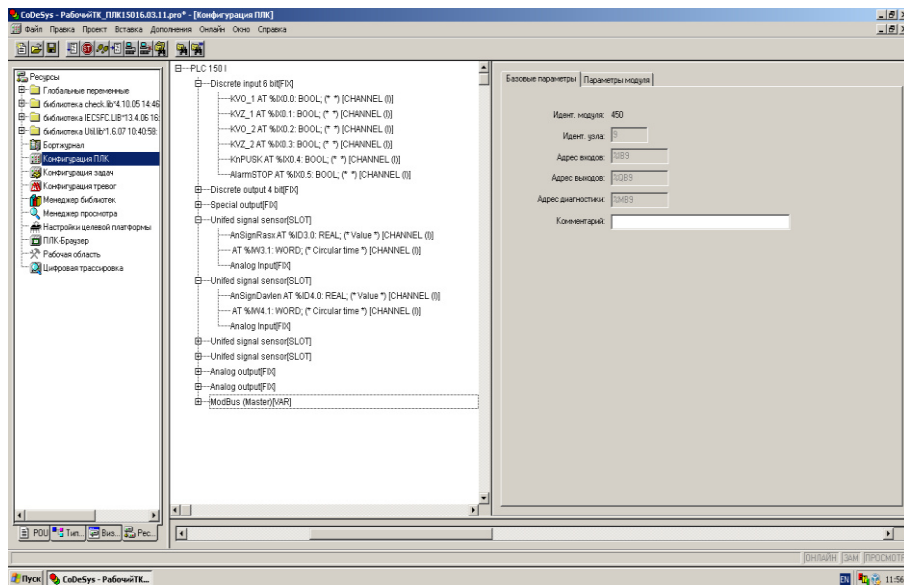 CoDeSys - РабочийТК_ПЛК15016.03.11.pro* - [Конфигурация ПЛК]
Файл Правка Проект Вставка Дополнения Онлайн Окно Справка
Ресурсы
Глобальные переменные
библиотека check.lib*4.10.05 14:46
библиотека IECSFC.LIB*13.4.06 16:
библиотека Util.lib*1.6.07 10:40:58:
Бортжурнал
Конфигурация ПЛК
Конфигурация задач
Конфигурация тревог
Менеджер библиотек
Менеджер просмотра
Настройки целевой платформы
ПЛК-Браузер
Рабочая область
Цифровая трассировка
POU Тип... Виз... Рес...
PLC 150 I
Discrete input 6 bit[FIX]
KVO_1 AT %IX0.0: BOOL; (* *) [CHANNEL (I)]
KVZ_1 AT %IX0.1: BOOL; (* *) [CHANNEL (I)]
KVO_2 AT %IX0.2: BOOL; (* *) [CHANNEL (I)]
KVZ_2 AT %IX0.3: BOOL; (* *) [CHANNEL (I)]
KnPUSK AT %IX0.4: BOOL; (* *) [CHANNEL (I)]
AlarmSTOP AT %IX0.5: BOOL; (* *) [CHANNEL (I)]
Discrete output 4 bit[FIX]
Special output[FIX]
Unifed signal sensor[SLOT]
AnSignRasx AT %ID3.0: REAL; (* Value *) [CHANNEL (I)]
AT %IW3.1: WORD; (* Circular time *) [CHANNEL (I)]
Analog Input[FIX]
Unifed signal sensor[SLOT]
AnSignDavlen AT %ID4.0: REAL; (* Value *) [CHANNEL (I)]
AT %IW4.1: WORD; (* Circular time *) [CHANNEL (I)]
Analog Input[FIX]
Unifed signal sensor[SLOT]
Unifed signal sensor[SLOT]
Analog output[FIX]
Analog output[FIX]
ModBus (Master)[VAR]
Базовые параметры Параметры модуля
Идент. модуля: 450
Идент. узла: 9
Адрес входов: %IB9
Адрес выходов: %QB9
Адрес диагностики: %MB9
Комментарий:
ОНЛАЙН ЗАМ ПРОСМОТР
Пуск CoDeSys - РабочийТК... EN 11:56